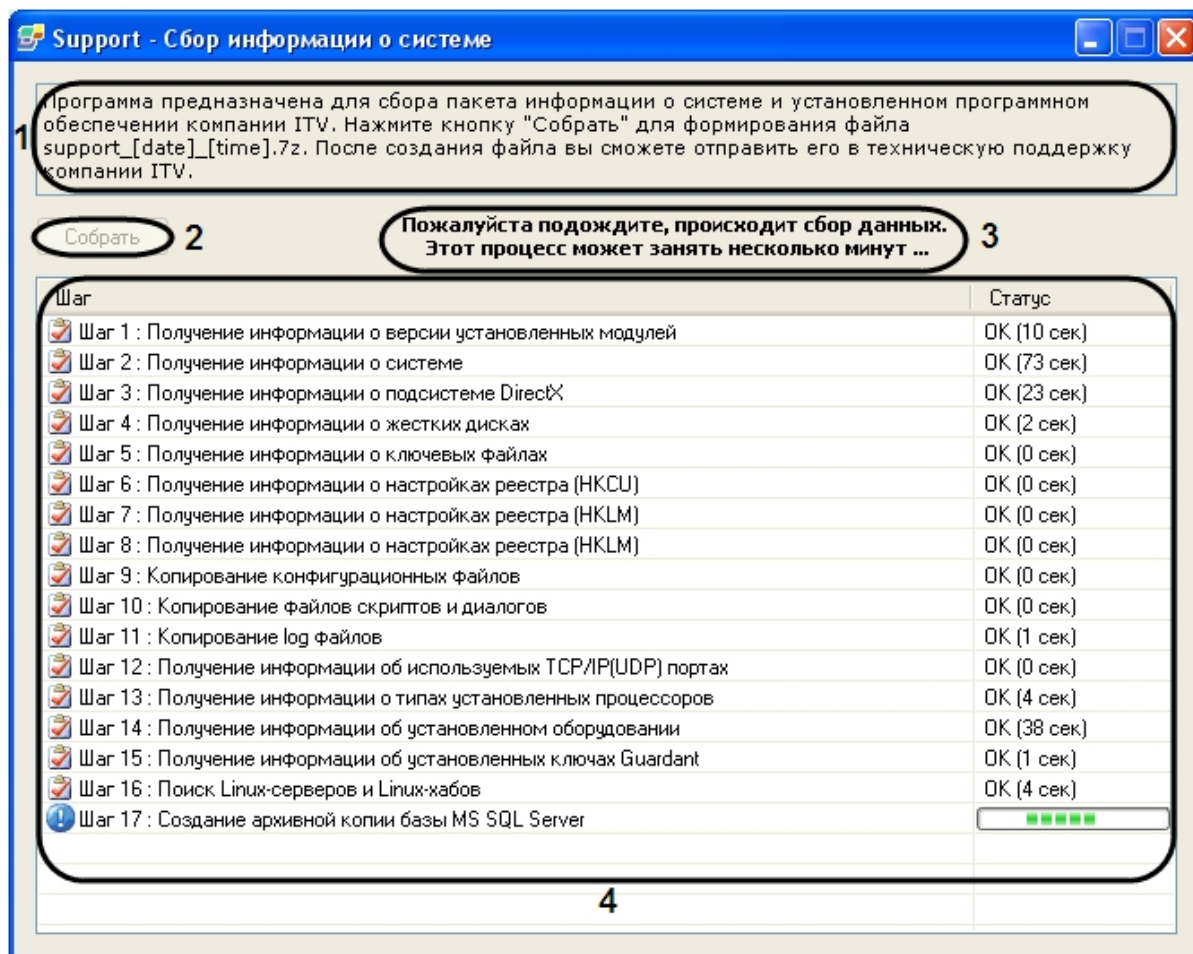 Support - Сбор информации о системе
Программа предназначена для сбора пакета информации о системе и установленном программном
1 обеспечении компании ITV. Нажмите кнопку "Собрать" для формирования файла
support_[date]_[time].7z. После создания файла вы сможете отправить его в техническую поддержку
компании ITV.
Собрать 2
Пожалуйста подождите, происходит сбор данных.
Этот процесс может занять несколько минут ...
3
Шаг Статус
Шаг 1 : Получение информации о версии установленных модулей OK (10 сек)
Шаг 2 : Получение информации о системе OK (73 сек)
Шаг 3 : Получение информации о подсистеме DirectX OK (23 сек)
Шаг 4 : Получение информации о жестких дисках OK (2 сек)
Шаг 5 : Получение информации о ключевых файлах OK (0 сек)
Шаг 6 : Получение информации о настройках реестра (HKCU) OK (0 сек)
Шаг 7 : Получение информации о настройках реестра (HKLM) OK (0 сек)
Шаг 8 : Получение информации о настройках реестра (HKLM) OK (0 сек)
Шаг 9 : Копирование конфигурационных файлов OK (0 сек)
Шаг 10 : Копирование файлов скриптов и диалогов OK (0 сек)
Шаг 11 : Копирование log файлов OK (1 сек)
Шаг 12 : Получение информации об используемых TCP/IP(UDP) портах OK (0 сек)
Шаг 13 : Получение информации о типах установленных процессоров OK (4 сек)
Шаг 14 : Получение информации об установленном оборудовании OK (38 сек)
Шаг 15 : Получение информации об установленных ключах Guardant OK (1 сек)
Шаг 16 : Поиск Linux-серверов и Linux-хабов OK (4 сек)
Шаг 17 : Создание архивной копии базы MS SQL Server
4